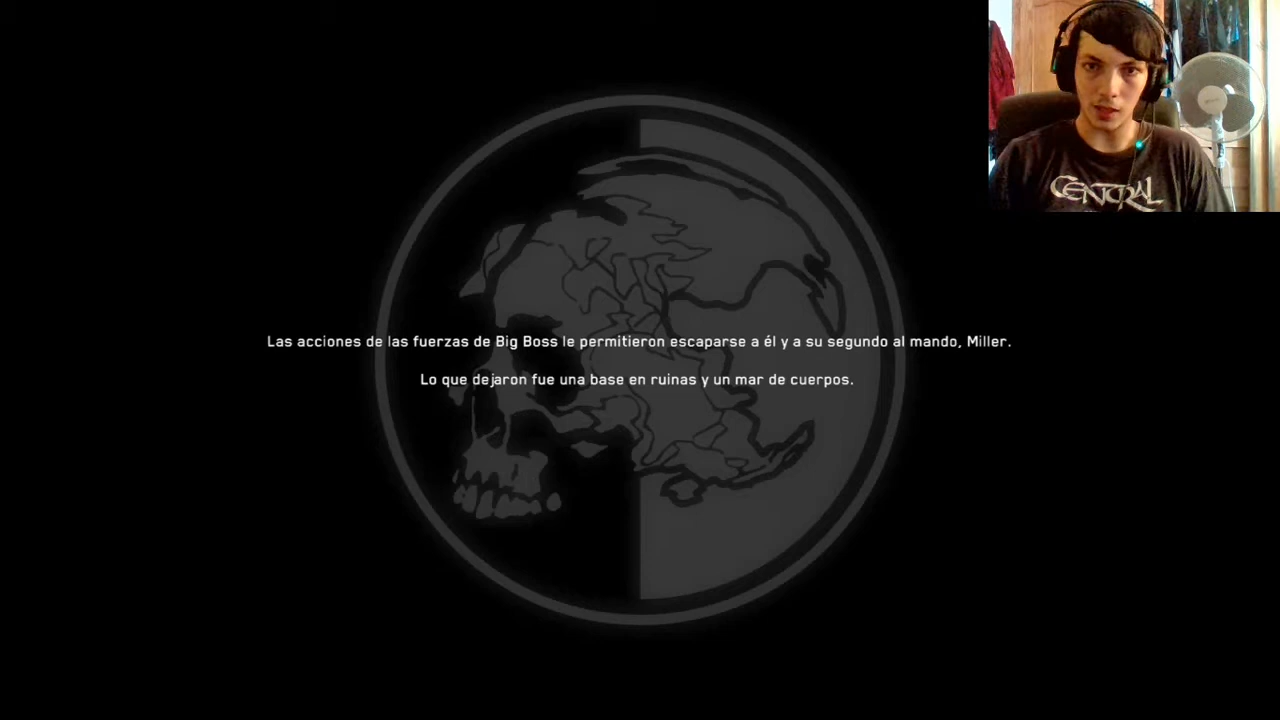 Las acciones de las fuerzas de Big Boss le permitieron escaparse a él y a su segundo al mando, Miller.
Lo que dejaron fue una base en ruinas y un mar de cuerpos.
CENTRAL